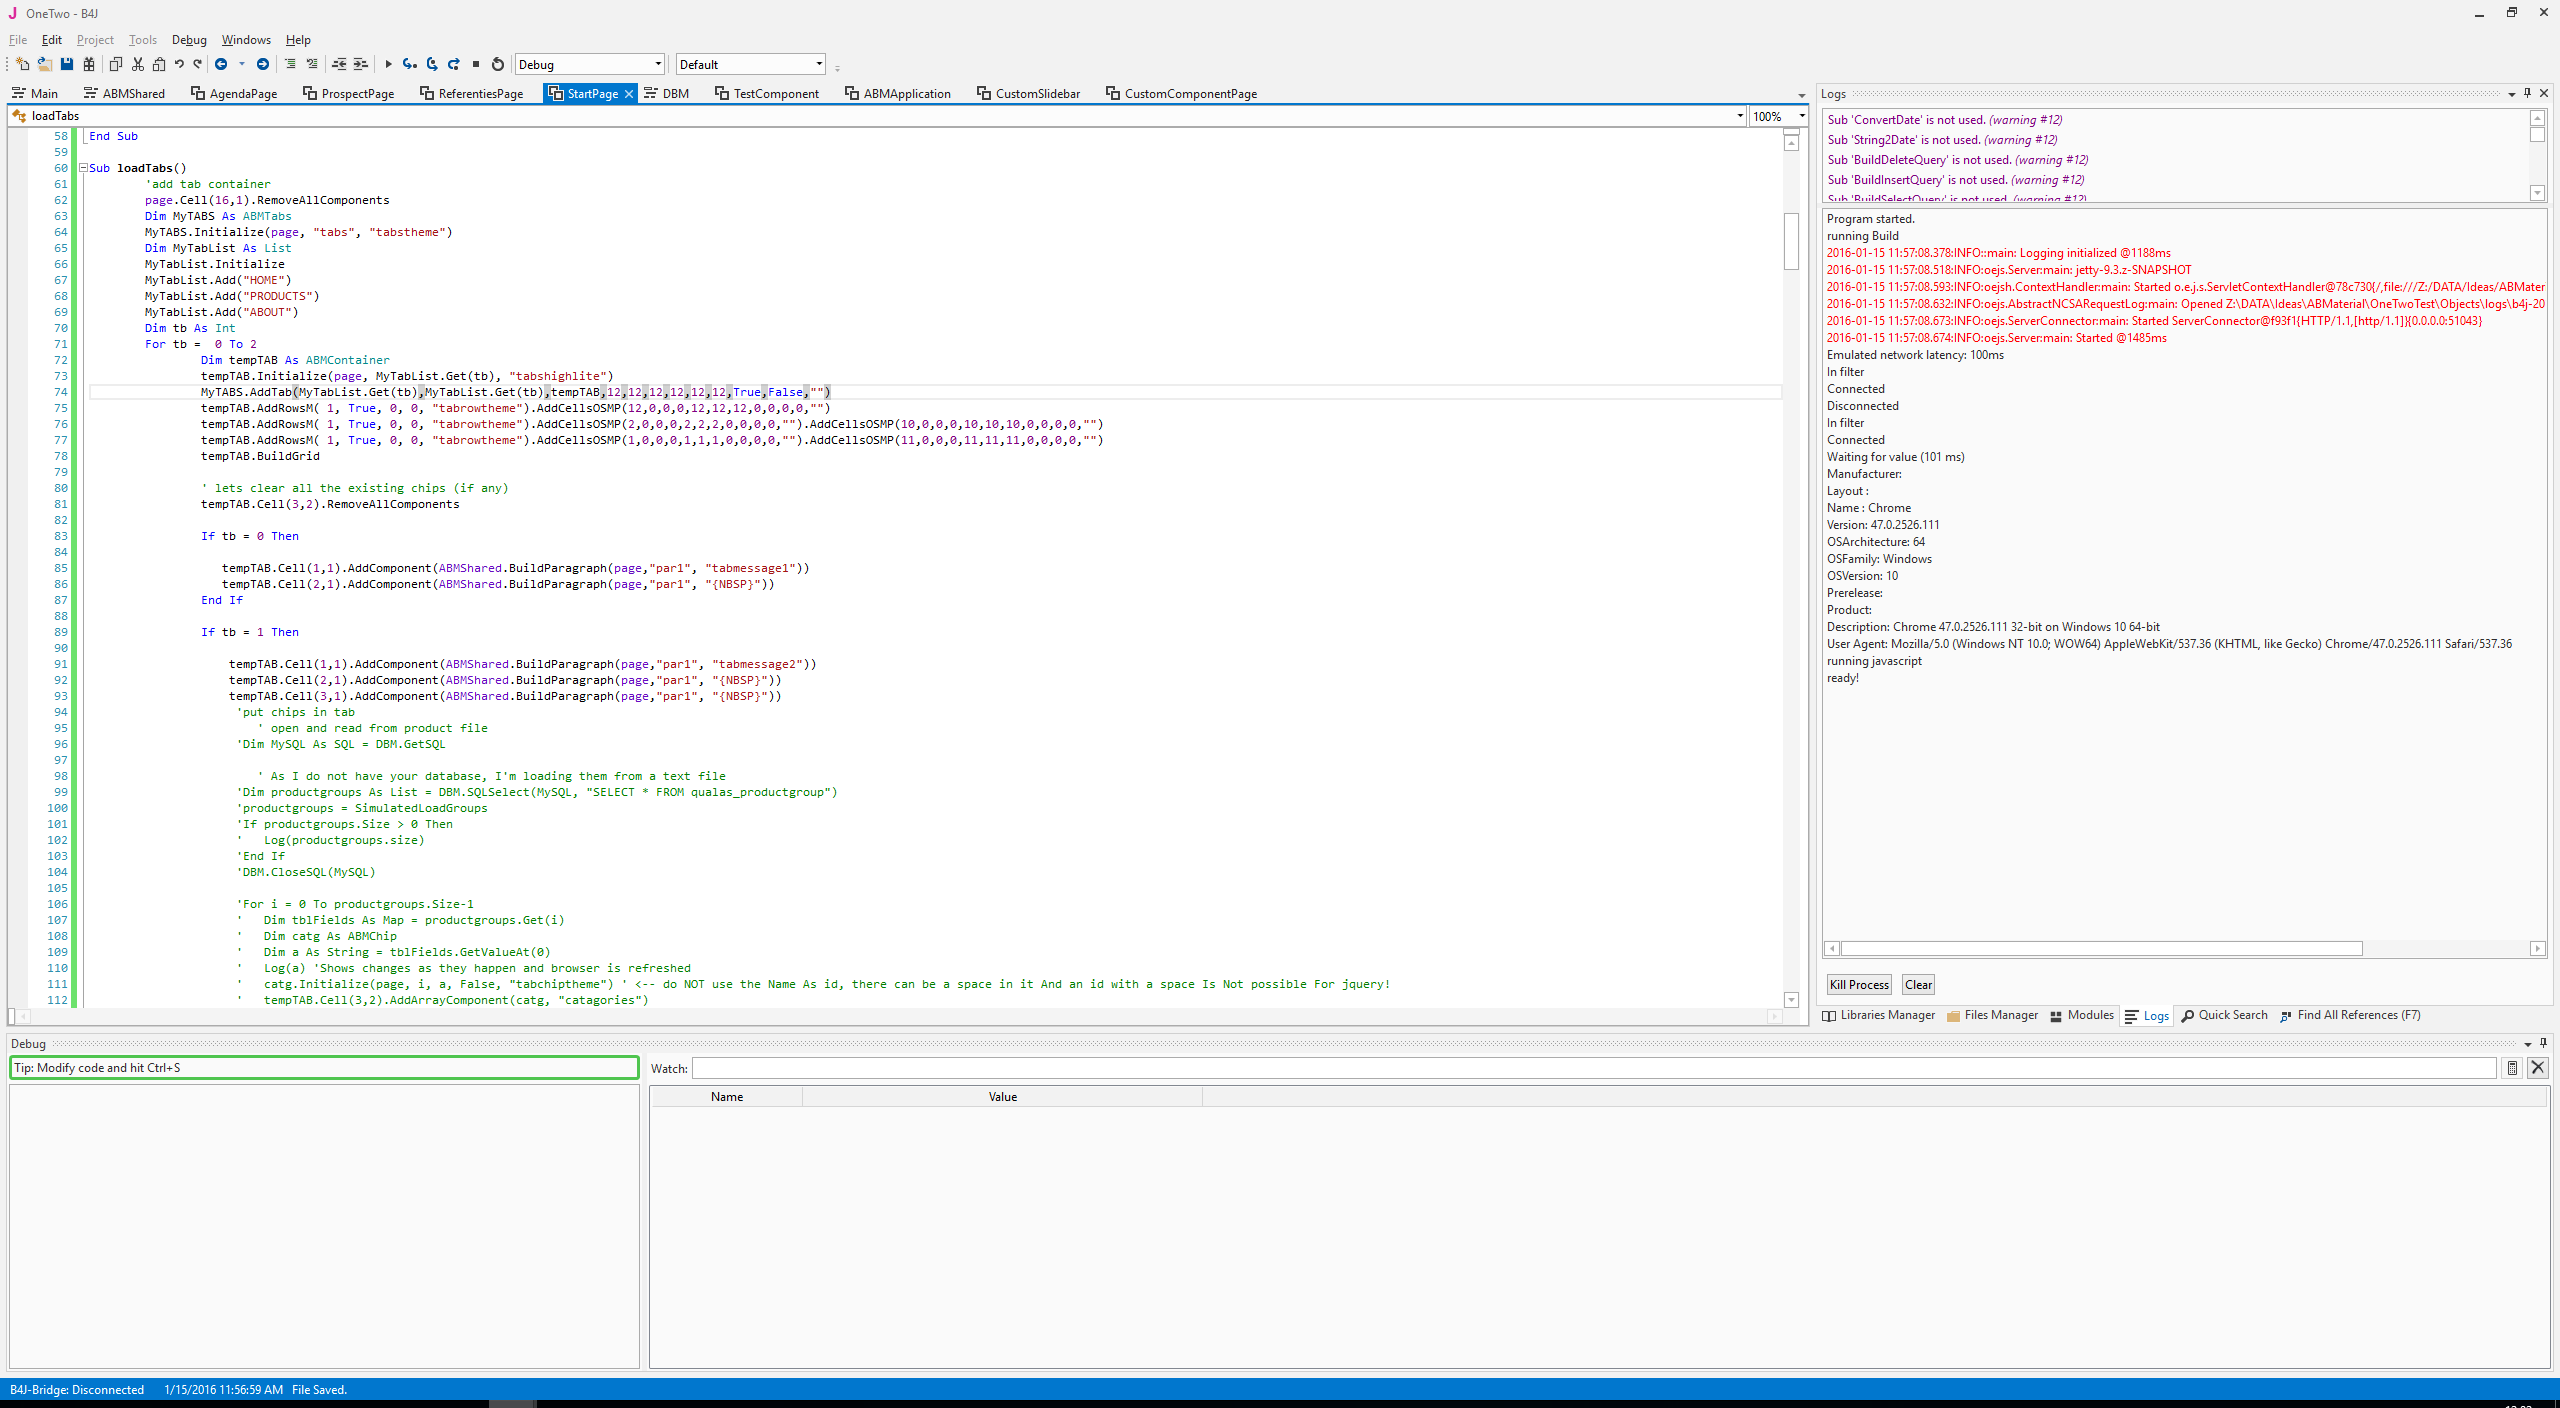 OneTwo - B4J
File Edit Project Tools Debug Windows Help
Debug Default
Main ABMShared AgendaPage ProspectPage ReferentiesPage StartPage DBM TestComponent ABMApplication CustomSlidebar CustomComponentPage
loadTabs 100%
58 End Sub
59
60 Sub loadTabs()
61 'add tab container
62 page.Cell(16,1).RemoveAllComponents
63 Dim MyTABS As ABMTabs
64 MyTABS.Initialize(page, "tabs", "tabstheme")
65 Dim MyTabList As List
66 MyTabList.Initialize
67 MyTabList.Add("HOME")
68 MyTabList.Add("PRODUCTS")
69 MyTabList.Add("ABOUT")
70 Dim tb As Int
71 For tb =  0 To 2
72 Dim tempTAB As ABMContainer
73 tempTAB.Initialize(page, MyTabList.Get(tb), "tabshighlite")
74 MyTABS.AddTab(MyTabList.Get(tb),MyTabList.Get(tb),tempTAB,12,12,12,12,12,12,True,False,"")
75 tempTAB.AddRowsM( 1, True, 0, 0, "tabrowtheme").AddCellsOSMP(12,0,0,0,12,12,12,0,0,0,0,"")
76 tempTAB.AddRowsM( 1, True, 0, 0, "tabrowtheme").AddCellsOSMP(2,0,0,0,2,2,2,0,0,0,0,"").AddCellsOSMP(10,0,0,0,10,10,10,0,0,0,0,"")
77 tempTAB.AddRowsM( 1, True, 0, 0, "tabrowtheme").AddCellsOSMP(1,0,0,0,1,1,1,0,0,0,0,"").AddCellsOSMP(11,0,0,0,11,11,11,0,0,0,0,"")
78 tempTAB.BuildGrid
79
80 ' lets clear all the existing chips (if any)
81 tempTAB.Cell(3,2).RemoveAllComponents
82
83 If tb = 0 Then
84
85 tempTAB.Cell(1,1).AddComponent(ABMShared.BuildParagraph(page,"par1", "tabmessage1"))
86 tempTAB.Cell(2,1).AddComponent(ABMShared.BuildParagraph(page,"par1", "{NBSP}"))
87 End If
88
89 If tb = 1 Then
90
91 tempTAB.Cell(1,1).AddComponent(ABMShared.BuildParagraph(page,"par1", "tabmessage2"))
92 tempTAB.Cell(2,1).AddComponent(ABMShared.BuildParagraph(page,"par1", "{NBSP}"))
93 tempTAB.Cell(3,1).AddComponent(ABMShared.BuildParagraph(page,"par1", "{NBSP}"))
94 'put chips in tab
95 ' open and read from product file
96 'Dim MySQL As SQL = DBM.GetSQL
97
98 ' As I do not have your database, I'm loading them from a text file
99 'Dim productgroups As List = DBM.SQLSelect(MySQL, "SELECT * FROM qualas_productgroup")
100 'productgroups = SimulatedLoadGroups
101 'If productgroups.Size > 0 Then
102 '   Log(productgroups.size)
103 'End If
104 'DBM.CloseSQL(MySQL)
105
106 'For i = 0 To productgroups.Size-1
107 '   Dim tblFields As Map = productgroups.Get(i)
108 '   Dim catg As ABMChip
109 '   Dim a As String = tblFields.GetValueAt(0)
110 '   Log(a) 'Shows changes as they happen and browser is refreshed
111 '   catg.Initialize(page, i, a, False, "tabchiptheme") ' <-- do NOT use the Name As id, there can be a space in it And an id with a space Is Not possible For jquery!
112 '   tempTAB.Cell(3,2).AddArrayComponent(catg, "catagories")
Logs
Sub 'ConvertDate' is not used. (warning #12)
Sub 'String2Date' is not used. (warning #12)
Sub 'BuildDeleteQuery' is not used. (warning #12)
Sub 'BuildInsertQuery' is not used. (warning #12)
Sub 'BuildSelectQuery' is not used. (warning #12)
Program started.
running Build
2016-01-15 11:57:08.378:INFO::main: Logging initialized @1188ms
2016-01-15 11:57:08.518:INFO:oejs.Server:main: jetty-9.3.z-SNAPSHOT
2016-01-15 11:57:08.593:INFO:oejsh.ContextHandler:main: Started o.e.j.s.ServletContextHandler@78c730{/,file:///Z:/DATA/Ideas/ABMater
2016-01-15 11:57:08.632:INFO:oejs.AbstractNCSARequestLog:main: Opened Z:\DATA\Ideas\ABMaterial\OneTwoTest\Objects\logs\b4j-20
2016-01-15 11:57:08.673:INFO:oejs.ServerConnector:main: Started ServerConnector@f93f1{HTTP/1.1,[http/1.1]}{0.0.0.0:51043}
2016-01-15 11:57:08.674:INFO:oejs.Server:main: Started @1485ms
Emulated network latency: 100ms
In filter
Connected
Disconnected
In filter
Connected
Waiting for value (101 ms)
Manufacturer:
Layout :
Name : Chrome
Version: 47.0.2526.111
OSArchitecture: 64
OSFamily: Windows
OSVersion: 10
Prerelease:
Product:
Description: Chrome 47.0.2526.111 32-bit on Windows 10 64-bit
User Agent: Mozilla/5.0 (Windows NT 10.0; WOW64) AppleWebKit/537.36 (KHTML, like Gecko) Chrome/47.0.2526.111 Safari/537.36
running javascript
ready!
Kill Process Clear
Libraries Manager Files Manager Modules Logs Quick Search Find All References (F7)
Debug
Tip: Modify code and hit Ctrl+S
Watch:
Name Value
B4J-Bridge: Disconnected 1/15/2016 11:56:59 AM File Saved.